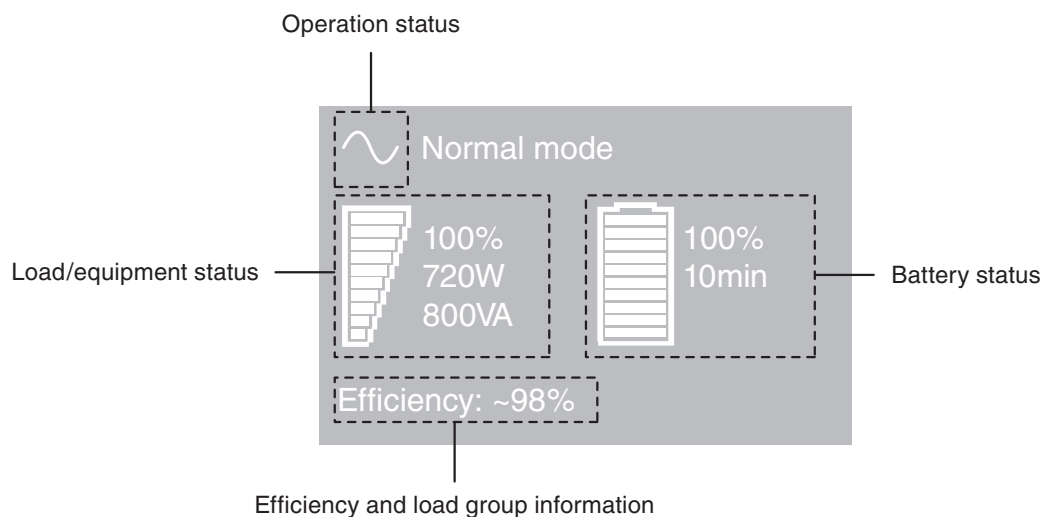 Operation status
Normal mode
Load/equipment status
100%
720W
800VA
100%
10min
Battery status
Efficiency: ~98%
Efficiency and load group information